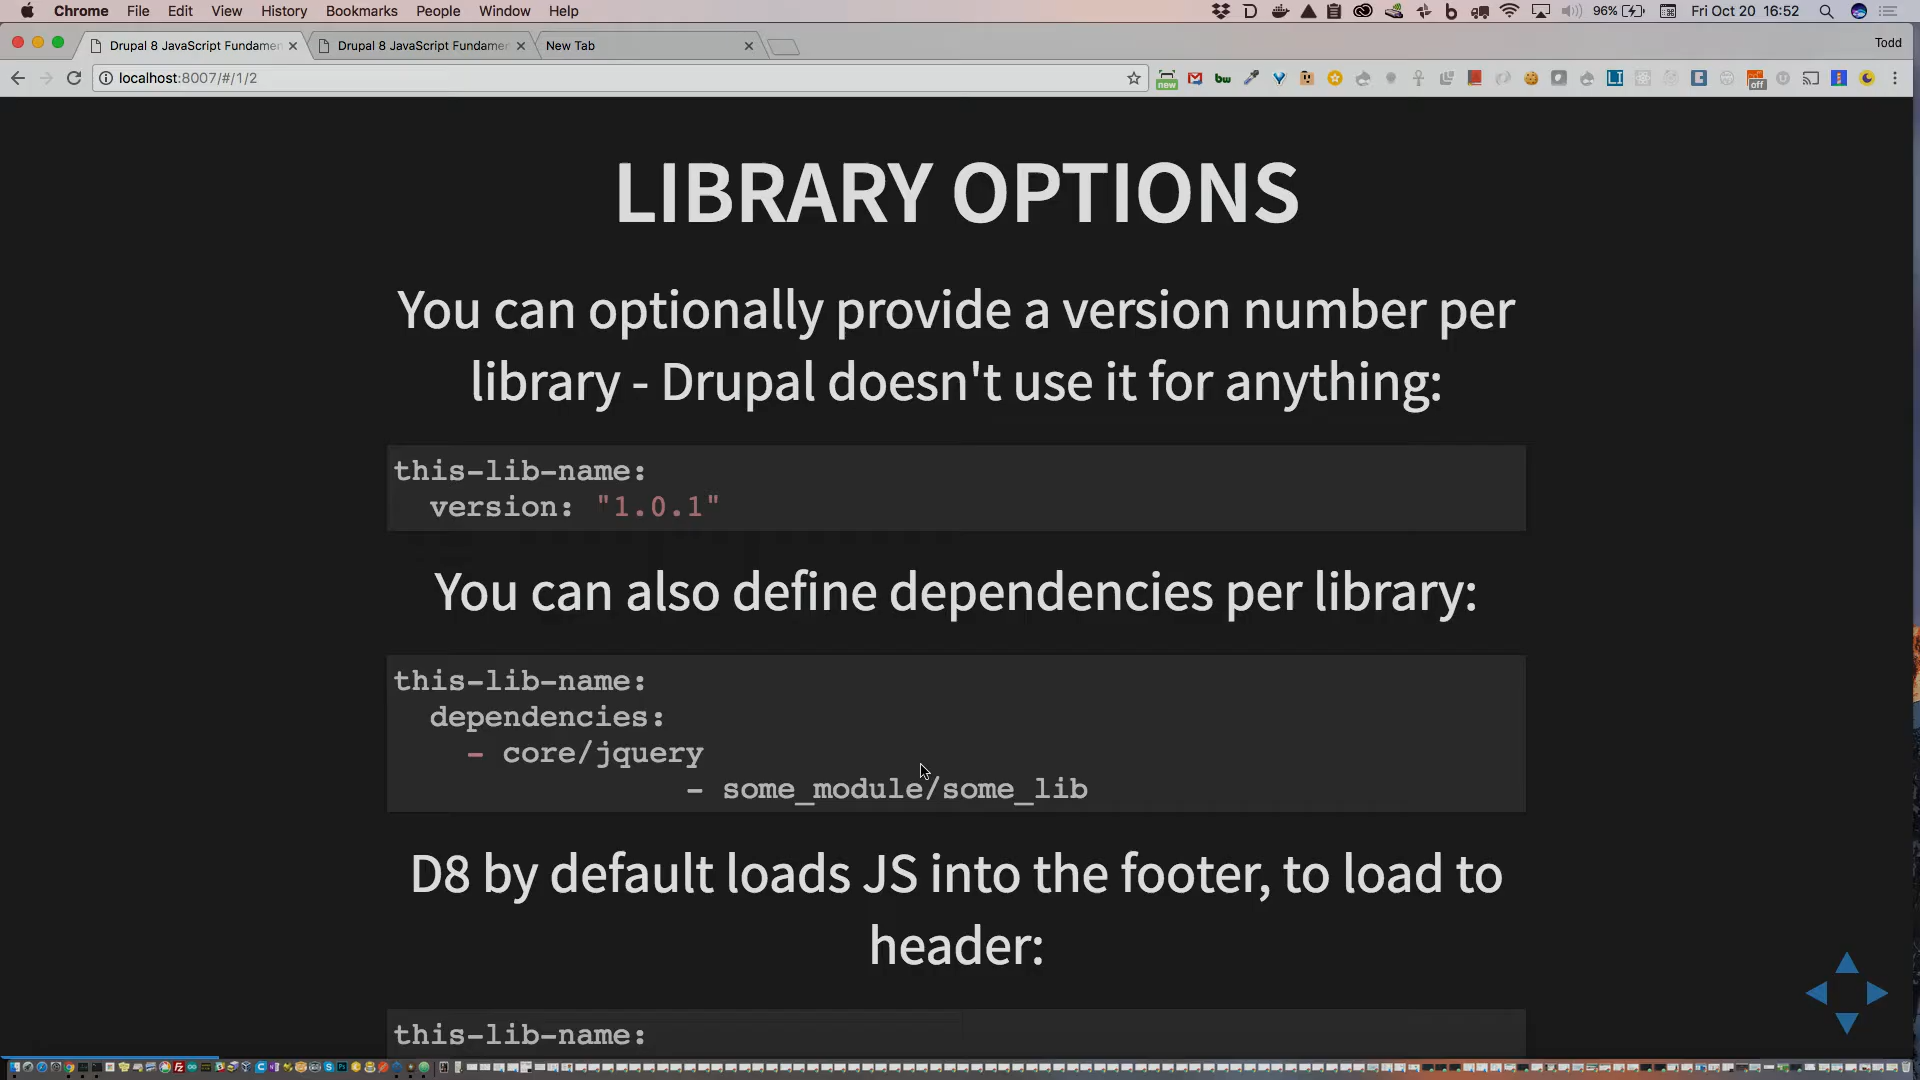 Chrome File Edit View History Bookmarks People Window Help 96% Fri Oct 20 16:52
Drupal 8 JavaScript Fundamen Drupal 8 JavaScript Fundamen New Tab Todd
localhost:8007/#/1/2
new off
LIBRARY OPTIONS
You can optionally provide a version number per
library - Drupal doesn't use it for anything:
this-lib-name:
version: "1.0.1"
You can also define dependencies per library:
this-lib-name:
dependencies:
- core/jquery
- some_module/some_lib
D8 by default loads JS into the footer, to load to
header:
this-lib-name: